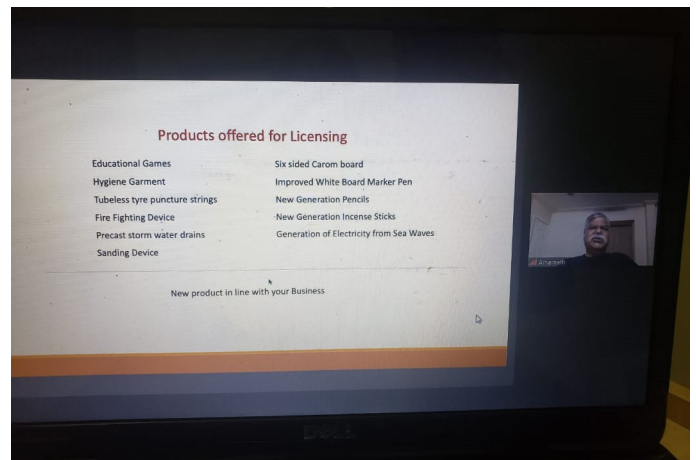 Products offered for Licensing
Educational Games
Hygiene Garment
Tubeless tyre puncture strings
Fire Fighting Device
Precast storm water drains
Sanding Device
Six sided Carom board
Improved White Board Marker Pen
New Generation Pencils
New Generation Incense Sticks
Generation of Electricity from Sea Waves
New product in line with your Business
Amarnath
DELL